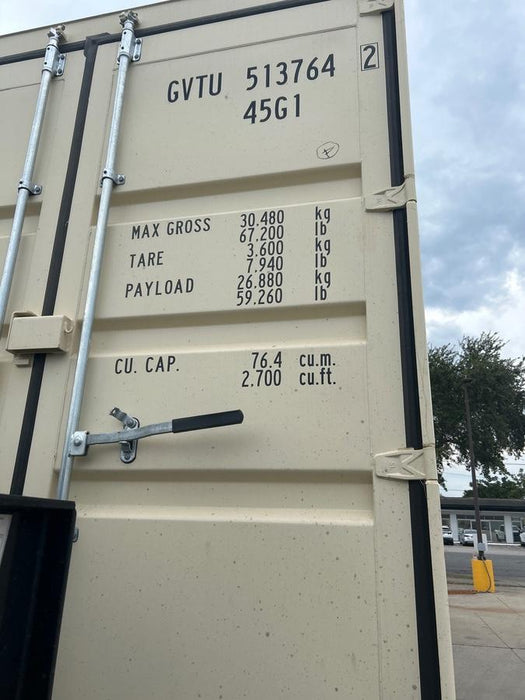 GVTU 513764 2
45G1
MAX GROSS 30.480 kg
67.200 lb
TARE 3.600 kg
7.940 lb
PAYLOAD 26.880 kg
59.260 lb
CU. CAP. 76.4 cu.m.
2.700 cu.ft.